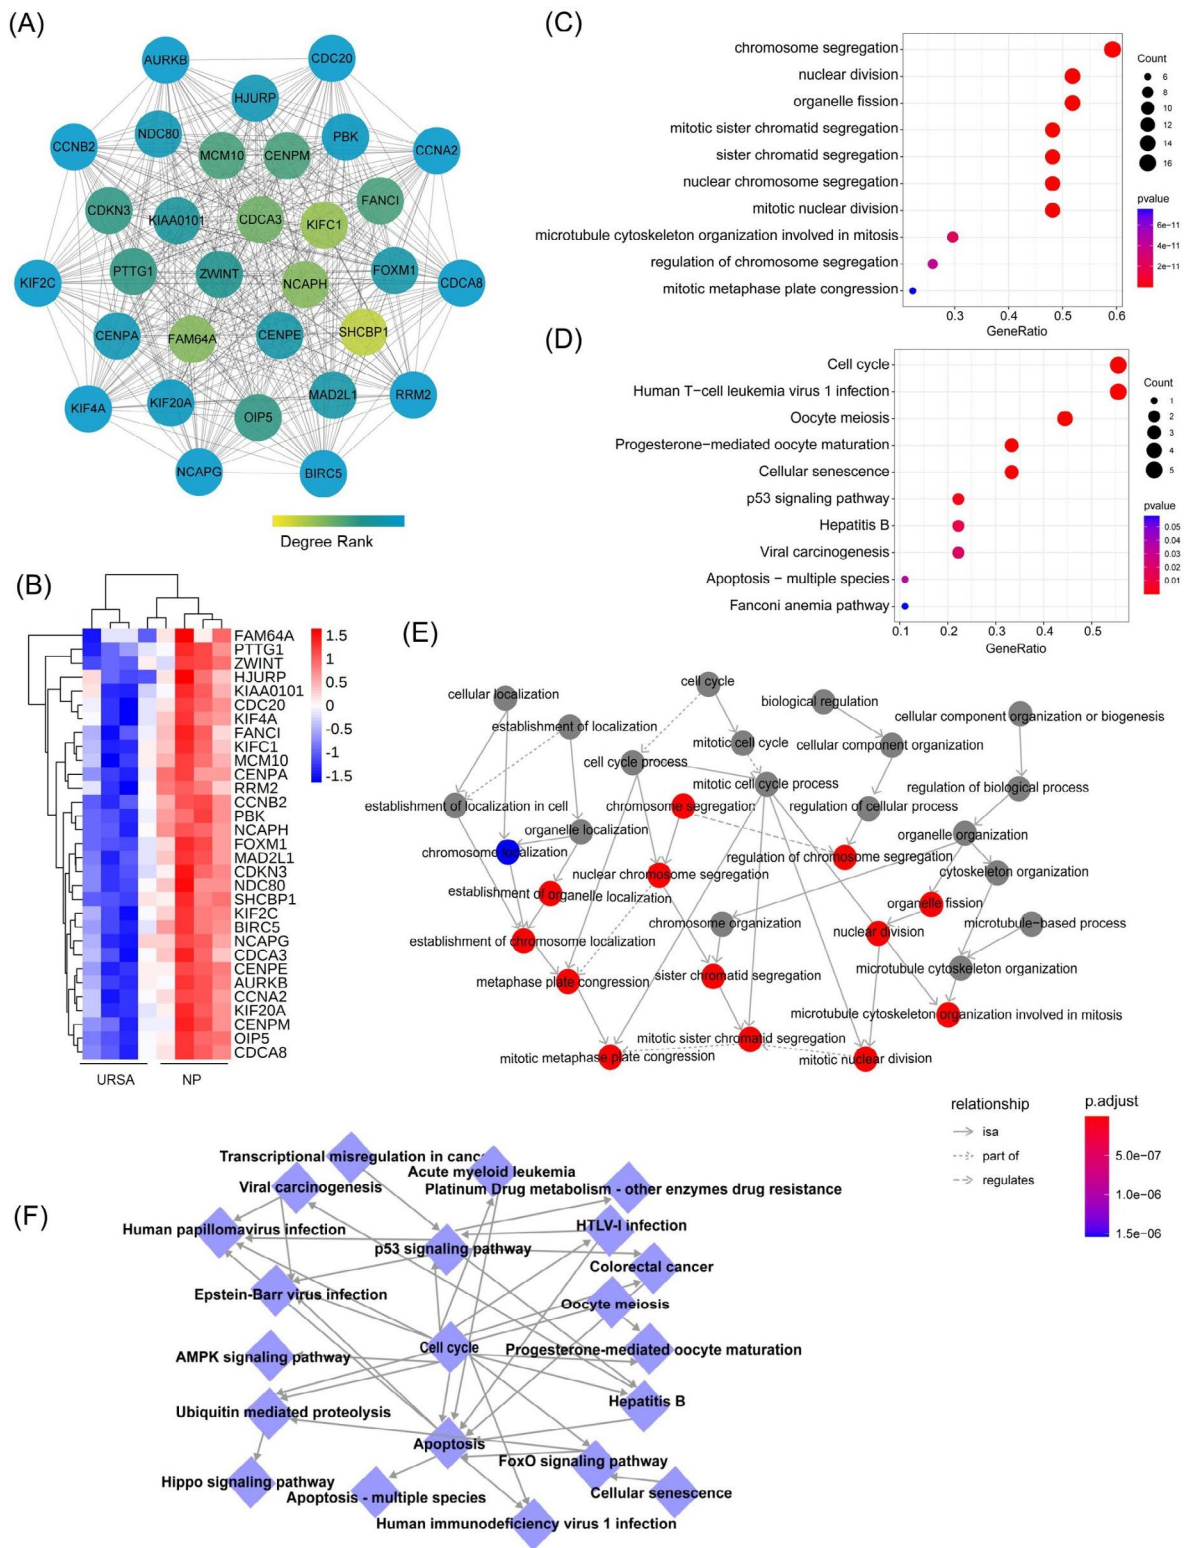 (A)
AURKB
CDC20
HJURP
NDC80
PBK
CCNB2
MCM10
CENPM
CCNA2
CDKN3
KIAA0101
CDCA3
KIFC1
FANCI
PTTG1
ZWINT
FOXM1
KIF2C
NCAPH
CDCA8
CENPA
FAM64A
CENPE
SHCBP1
KIF4A
KIF20A
OIP5
MAD2L1
RRM2
NCAPG
BIRC5
Degree Rank
(B)
FAM64A
PTTG1
ZWINT
HJURP
KIAA0101
CDC20
KIF4A
FANCI
KIFC1
MCM10
CENPA
RRM2
CCNB2
PBK
NCAPH
FOXM1
MAD2L1
CDKN3
NDC80
SHCBP1
KIF2C
BIRC5
NCAPG
CDCA3
CENPE
AURKB
CCNA2
KIF20A
CENPM
OIP5
CDCA8
1.5
1
0.5
0
-0.5
-1
-1.5
URSA
NP
(C)
chromosome segregation
nuclear division
organelle fission
mitotic sister chromatid segregation
sister chromatid segregation
nuclear chromosome segregation
mitotic nuclear division
microtubule cytoskeleton organization involved in mitosis
regulation of chromosome segregation
mitotic metaphase plate congression
0.3
0.4
0.5
0.6
GeneRatio
Count
6
8
10
12
14
16
pvalue
6e−11
4e−11
2e−11
(D)
Cell cycle
Human T−cell leukemia virus 1 infection
Oocyte meiosis
Progesterone−mediated oocyte maturation
Cellular senescence
p53 signaling pathway
Hepatitis B
Viral carcinogenesis
Apoptosis − multiple species
Fanconi anemia pathway
0.1
0.2
0.3
0.4
0.5
GeneRatio
Count
1
2
3
4
5
pvalue
0.05
0.04
0.03
0.02
0.01
(E)
cellular localization
cell cycle
biological regulation
cellular component organization or biogenesis
establishment of localization
mitotic cell cycle
cellular component organization
cell cycle process
mitotic cell cycle process
regulation of biological process
establishment of localization in cell
chromosome segregation
regulation of cellular process
organelle localization
organelle organization
chromosome localization
regulation of chromosome segregation
nuclear chromosome segregation
cytoskeleton organization
establishment of organelle localization
organelle fission
chromosome organization
microtubule−based process
nuclear division
establishment of chromosome localization
microtubule cytoskeleton organization
metaphase plate congression
sister chromatid segregation
microtubule cytoskeleton organization involved in mitosis
mitotic sister chromatid segregation
mitotic metaphase plate congression
mitotic nuclear division
relationship
isa
part of
regulates
p.adjust
5.0e−07
1.0e−06
1.5e−06
(F)
Transcriptional misregulation in
Acute myeloid leukemia
Viral carcinogenesis
Platinum Drug metabolism - other enzymes drug resistance
Human papillomavirus infection
HTLV-I infection
p53 signaling pathway
Colorectal cancer
Epstein-Barr virus infection
Oocyte meiosis
Cell cycle
Progesterone-mediated oocyte maturation
AMPK signaling pathway
Hepatitis B
Ubiquitin mediated proteolysis
Apoptosis
FoxO signaling pathway
Hippo signaling pathway
Apoptosis - multiple species
Cellular senescence
Human immunodeficiency virus 1 infection